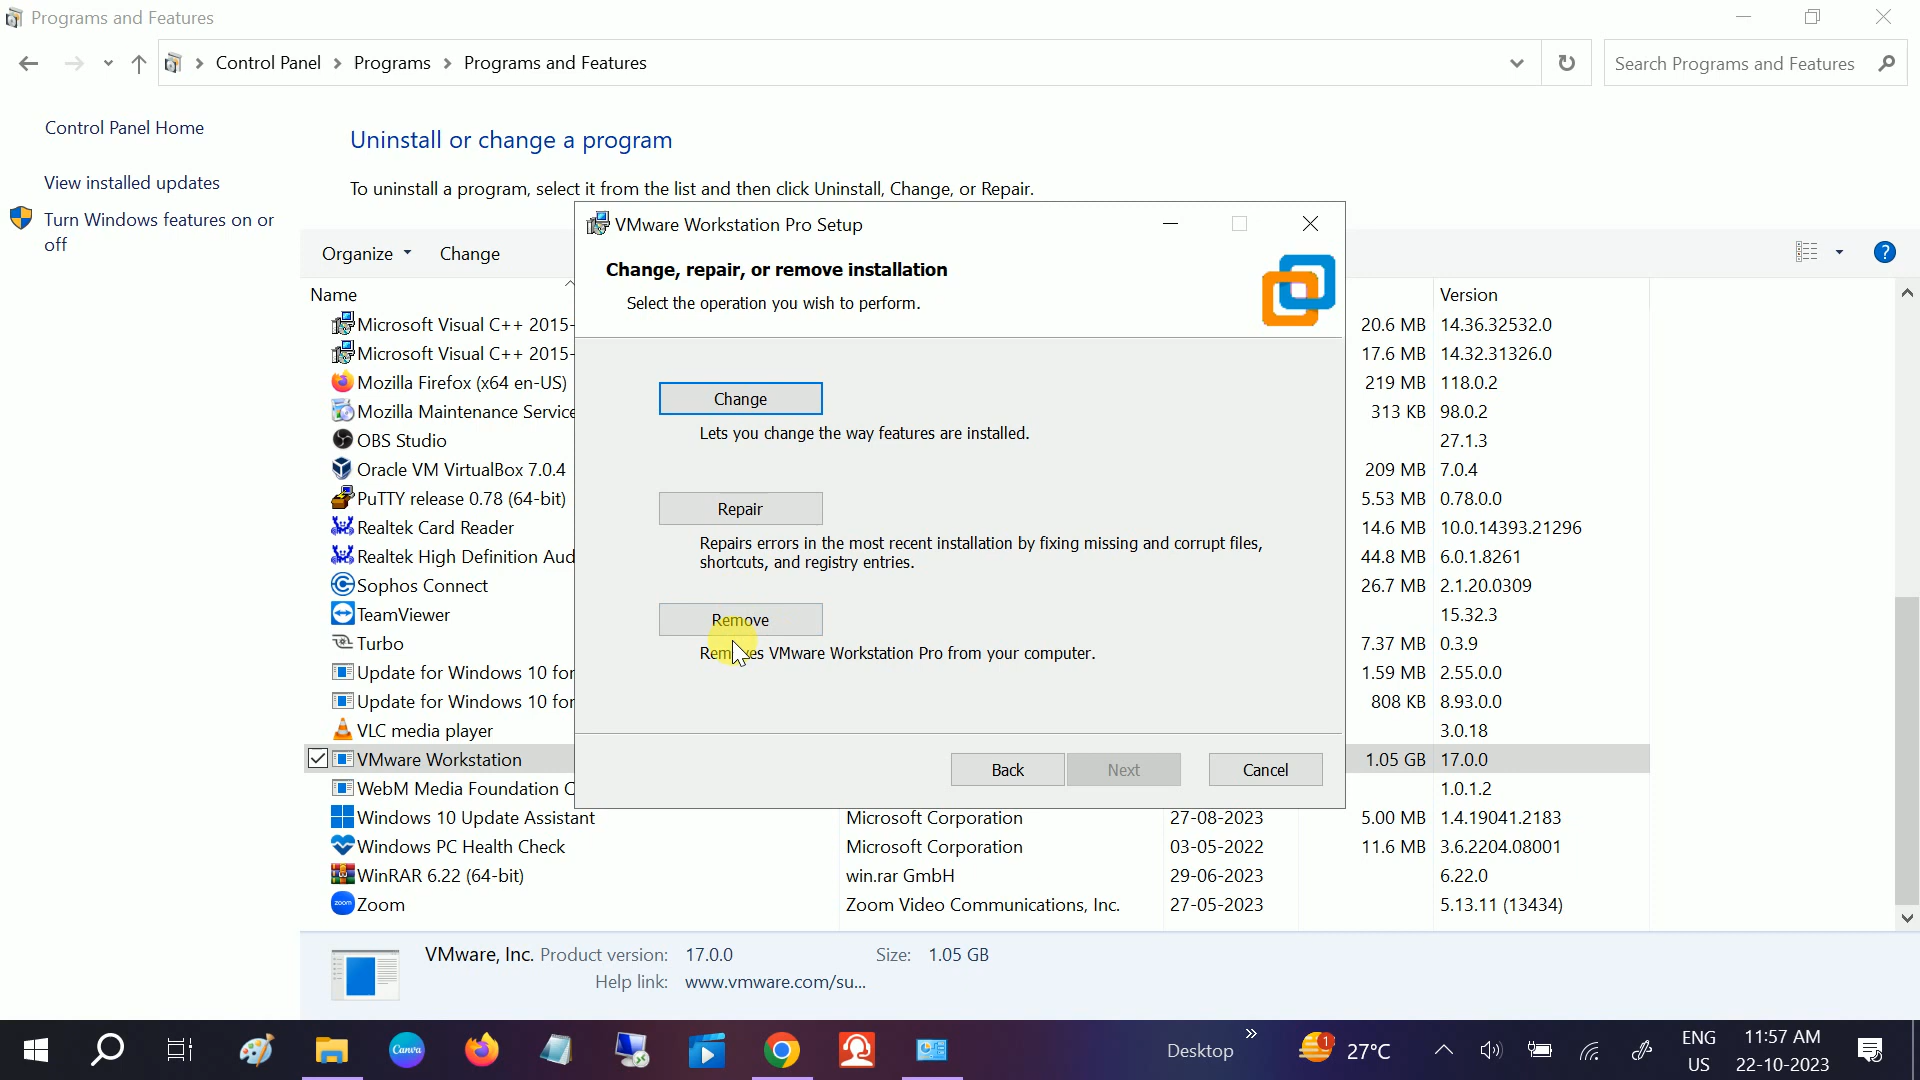 Programs and Features
Control Panel
Programs
Programs and Features
Search Programs and Features
Control Panel Home
Uninstall or change a program
View installed updates
To uninstall a program, select it from the list and then click Uninstall, Change, or Repair.
Turn Windows features on or
off
VMware Workstation Pro Setup
Organize
Change
Change, repair, or remove installation
Select the operation you wish to perform.
Name
Version
Microsoft Visual C++ 2015-
20.6 MB 14.36.32532.0
Microsoft Visual C++ 2015-
17.6 MB 14.32.31326.0
Mozilla Firefox (x64 en-US)
219 MB 118.0.2
Mozilla Maintenance Service
313 KB 98.0.2
OBS Studio
27.1.3
Oracle VM VirtualBox 7.0.4
209 MB 7.0.4
PuTTY release 0.78 (64-bit)
5.53 MB 0.78.0.0
Realtek Card Reader
14.6 MB 10.0.14393.21296
Realtek High Definition Aud
44.8 MB 6.0.1.8261
Sophos Connect
26.7 MB 2.1.20.0309
TeamViewer
15.32.3
Turbo
7.37 MB 0.3.9
Update for Windows 10 for
1.59 MB 2.55.0.0
Update for Windows 10 for
808 KB 8.93.0.0
VLC media player
3.0.18
VMware Workstation
1.05 GB 17.0.0
WebM Media Foundation C
1.0.1.2
Windows 10 Update Assistant Microsoft Corporation 27-08-2023 5.00 MB 1.4.19041.2183
Windows PC Health Check Microsoft Corporation 03-05-2022 11.6 MB 3.6.2204.08001
WinRAR 6.22 (64-bit) win.rar GmbH 29-06-2023 6.22.0
Zoom Zoom Video Communications, Inc. 27-05-2023 5.13.11 (13434)
Change
Lets you change the way features are installed.
Repair
Repairs errors in the most recent installation by fixing missing and corrupt files,
shortcuts, and registry entries.
Remove
Removes VMware Workstation Pro from your computer.
Back
Next
Cancel
VMware, Inc. Product version: 17.0.0 Size: 1.05 GB
Help link: www.vmware.com/su...
Canva
Desktop
1
27°C
ENG
US
11:57 AM
22-10-2023